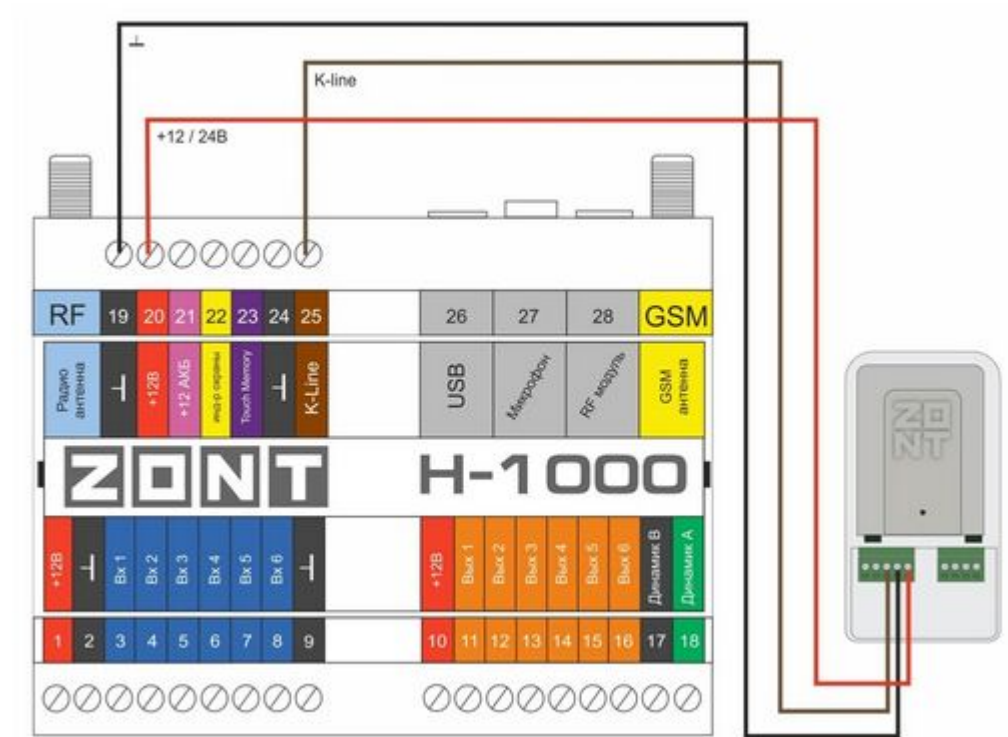 ⊥
K-line
+12 / 24В
RF 19 20 21 22 23 24 25 26 27 28 GSM
Радио
антенна
⊥
+12В
+12 АКБ
инд-р охраны
Touch Memory
⊥
K-Line
USB
Микрофон
RF модуль
GSM
антенна
ZONT H-1000
ZO
NT
+12В
⊥
Вх 1
Вх 2
Вх 3
Вх 4
Вх 5
Вх 6
⊥
+12В
Вых 1
Вых 2
Вых 3
Вых 4
Вых 5
Вых 6
Динамик В
Динамик А
1 2 3 4 5 6 7 8 9 10 11 12 13 14 15 16 17 18